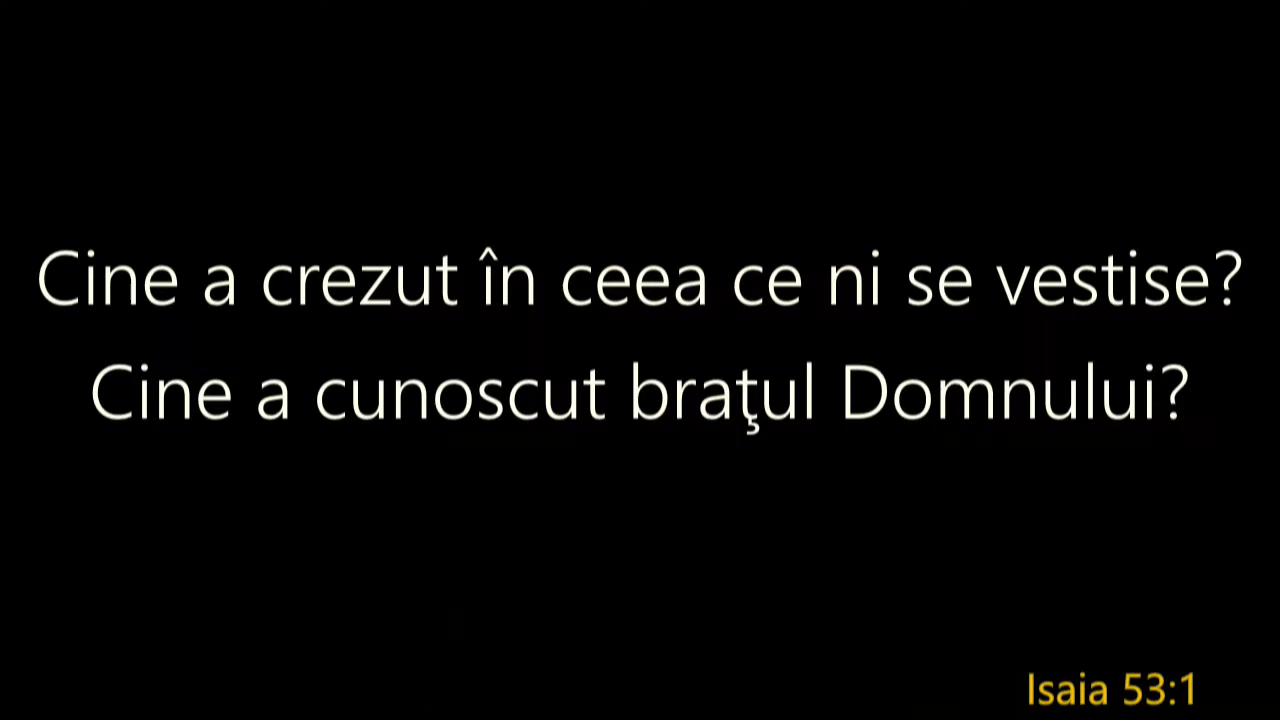 Cine a crezut în ceea ce ni se vestise?
Cine a cunoscut braţul Domnului?
Isaia 53:1